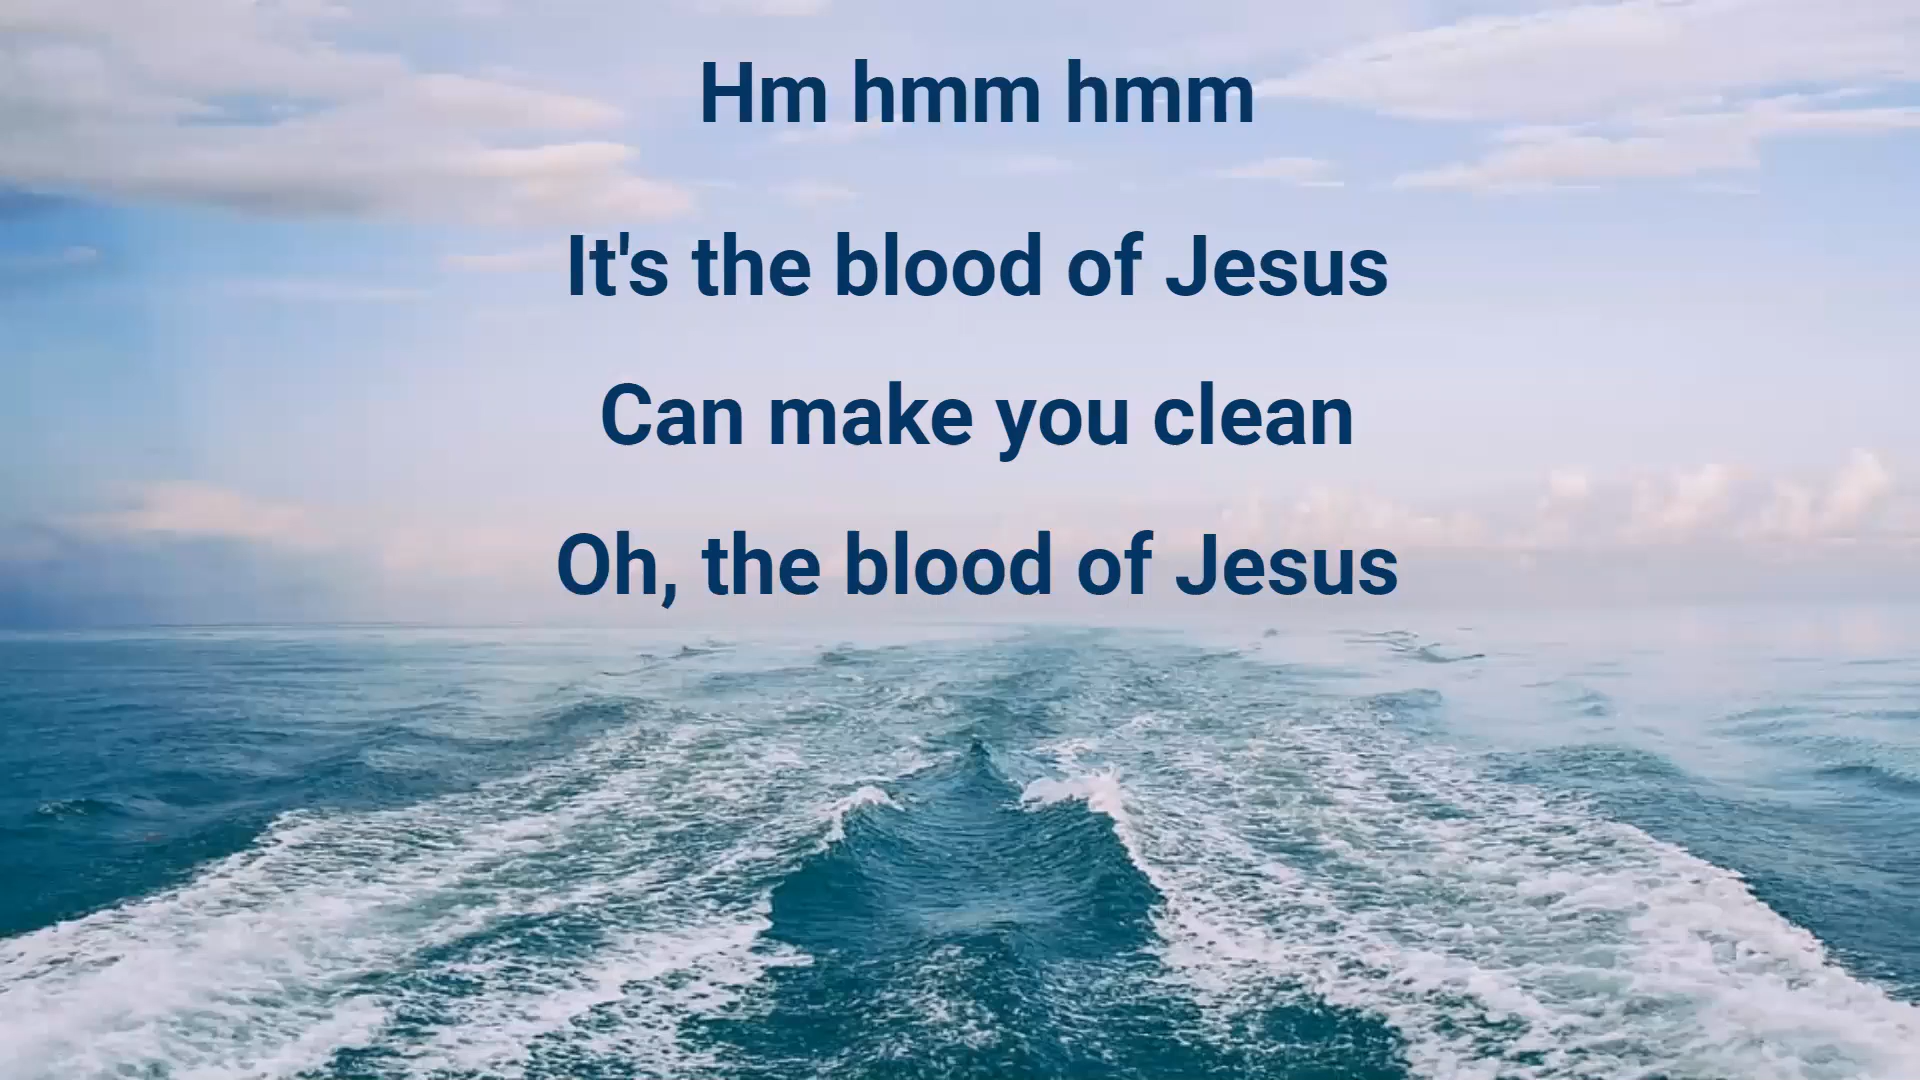 Hm hmm hmm
It's the blood of Jesus
Can make you clean
Oh, the blood of Jesus